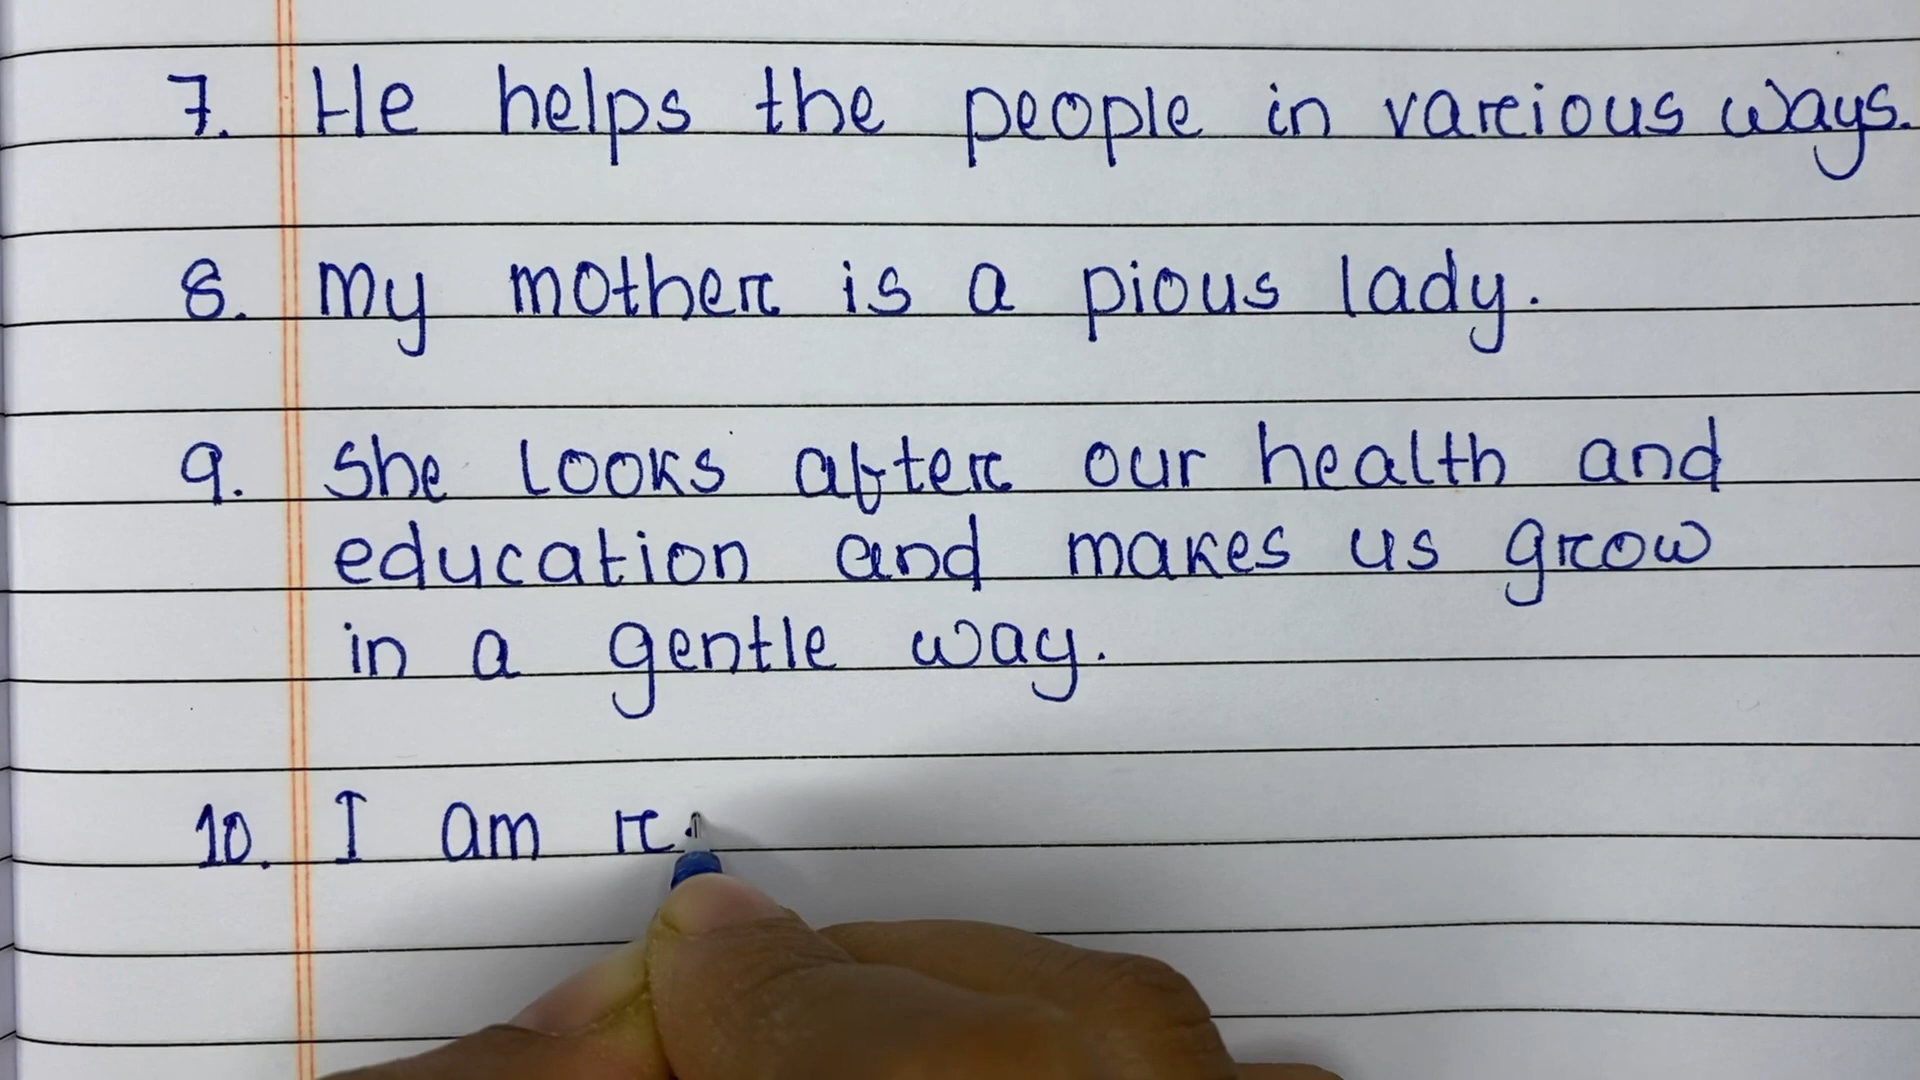 7. He helps the people in various ways.
8. My mother is a pious lady.
9. She looks after our health and
education and makes us grow
in a gentle way.
10. I am r